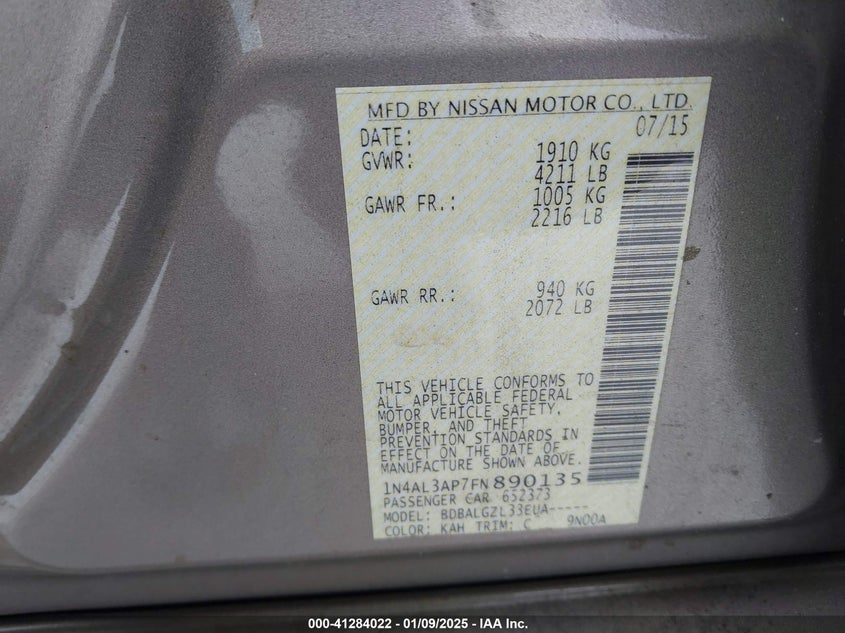 MFD BY NISSAN MOTOR CO., LTD.
DATE: 07/15
GVWR: 1910 KG
4211 LB
GAWR FR.: 1005 KG
2216 LB
GAWR RR.: 940 KG
2072 LB
THIS VEHICLE CONFORMS TO
ALL APPLICABLE FEDERAL
MOTOR VEHICLE SAFETY,
BUMPER, AND THEFT
PREVENTION STANDARDS IN
EFFECT ON THE DATE OF
MANUFACTURE SHOWN ABOVE.
1N4AL3AP7FN890135
PASSENGER CAR 652373
MODEL: BDBALGZL33EUA-----
COLOR: KAH TRIM: C 9N00A
000-41284022 - 01/09/2025 - IAA Inc.